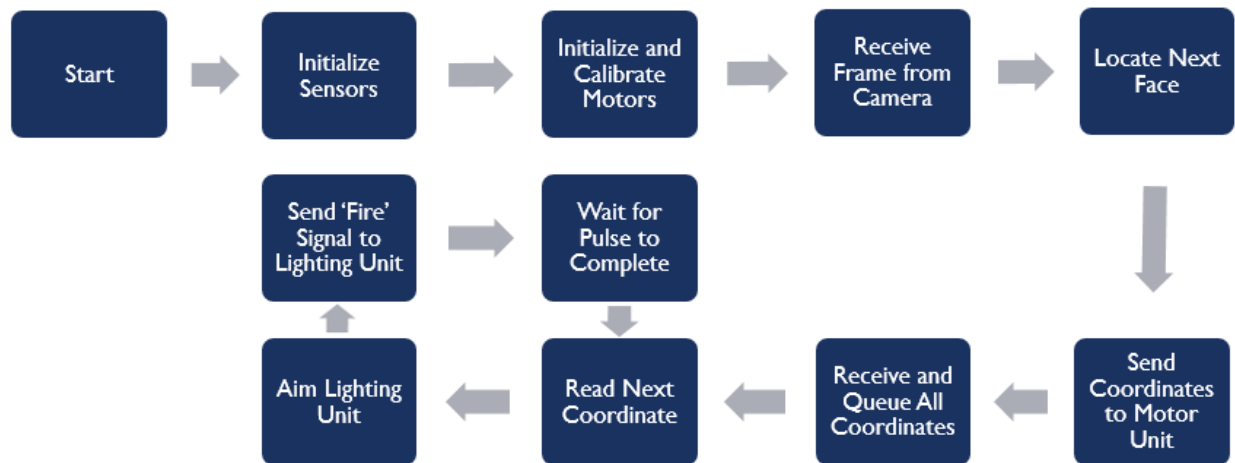 Start
Initialize
Sensors
Initialize and
Calibrate
Motors
Receive
Frame from
Camera
Locate Next
Face
Send ‘Fire’
Signal to
Lighting Unit
Wait for
Pulse to
Complete
Aim Lighting
Unit
Read Next
Coordinate
Receive and
Queue All
Coordinates
Send
Coordinates
to Motor
Unit